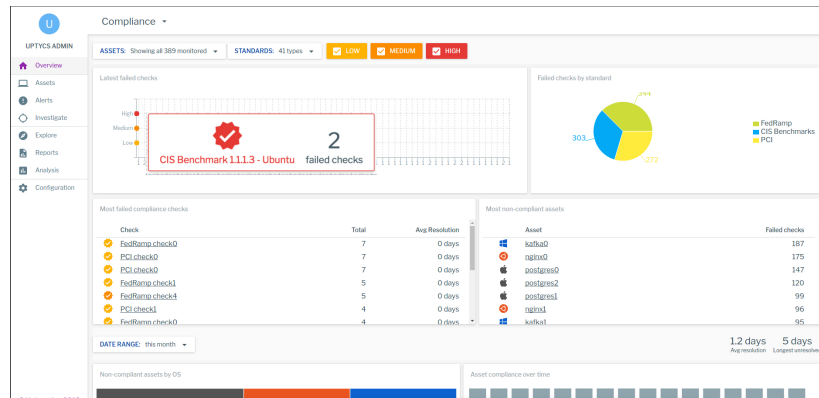 U
Compliance
UPTYCS ADMIN
ASSETS: Showing all 389 monitored
STANDARDS: 41 types
LOW
MEDIUM
HIGH
Overview
Assets
Alerts
Investigate
Explore
Reports
Analysis
Configuration
Latest failed checks
High
Medium
Low
CIS Benchmark 1.1.1.3 - Ubuntu
2
failed checks
Failed checks by standard
394
303
272
FedRamp
CIS Benchmarks
PCI
Most failed compliance checks
Check Total Avg Resolution
FedRamp check0 7 0 days
PCI check0 7 0 days
PCI check0 7 0 days
FedRamp check1 5 0 days
FedRamp check4 5 0 days
PCI check1 4 0 days
FedRamp check0 4 0 days
Most non-compliant assets
Asset Failed checks
kafka0 187
nginx0 175
postgres0 147
postgres2 120
postgres1 99
nginx1 96
kafka1 95
DATE RANGE: this month
1.2 days
Avg resolution
5 days
Longest unresolve
Non-compliant assets by OS
Asset compliance over time